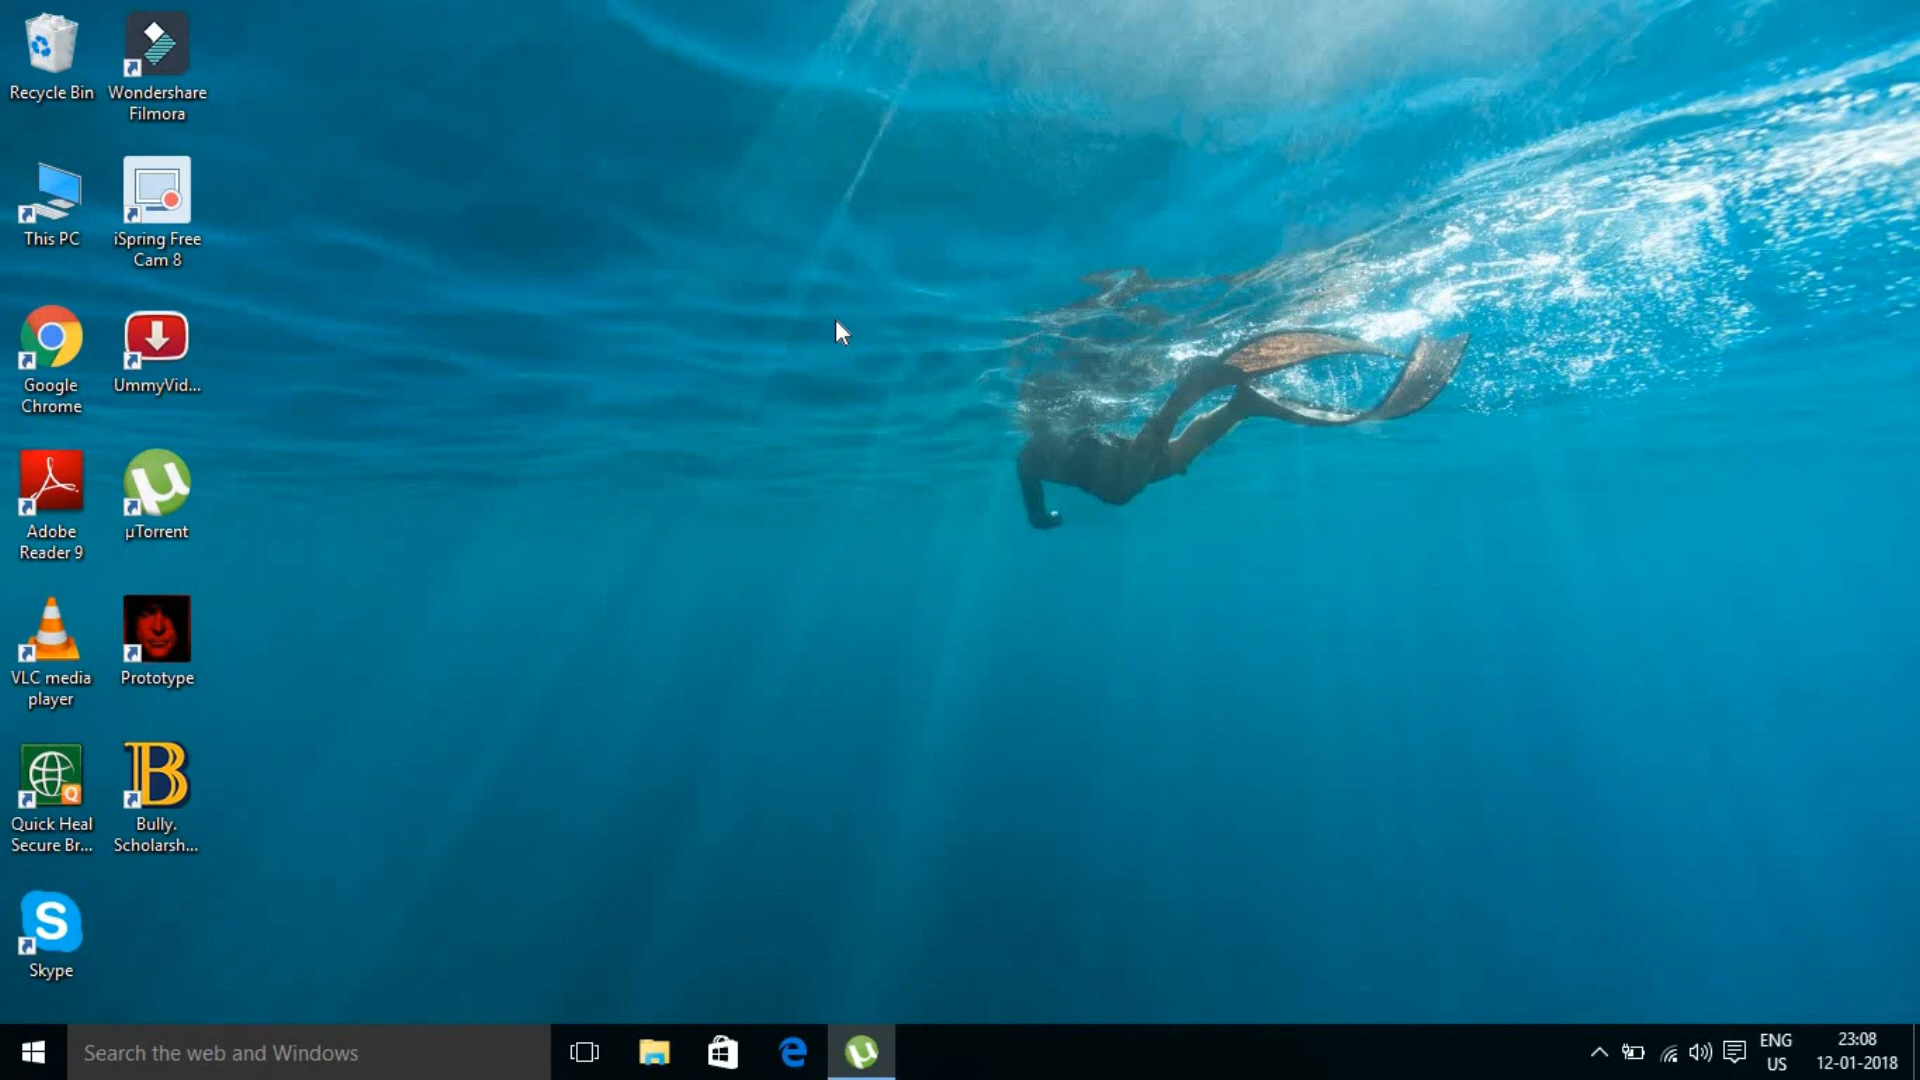 Recycle Bin
Wondershare
Filmora
This PC
iSpring Free
Cam 8
Google
Chrome
UmmyVid...
Adobe
Reader 9
µTorrent
VLC media
player
Prototype
Quick Heal
Secure Br...
Bully.
Scholarsh...
Skype
Search the web and Windows
ENG
US
23:08
12-01-2018